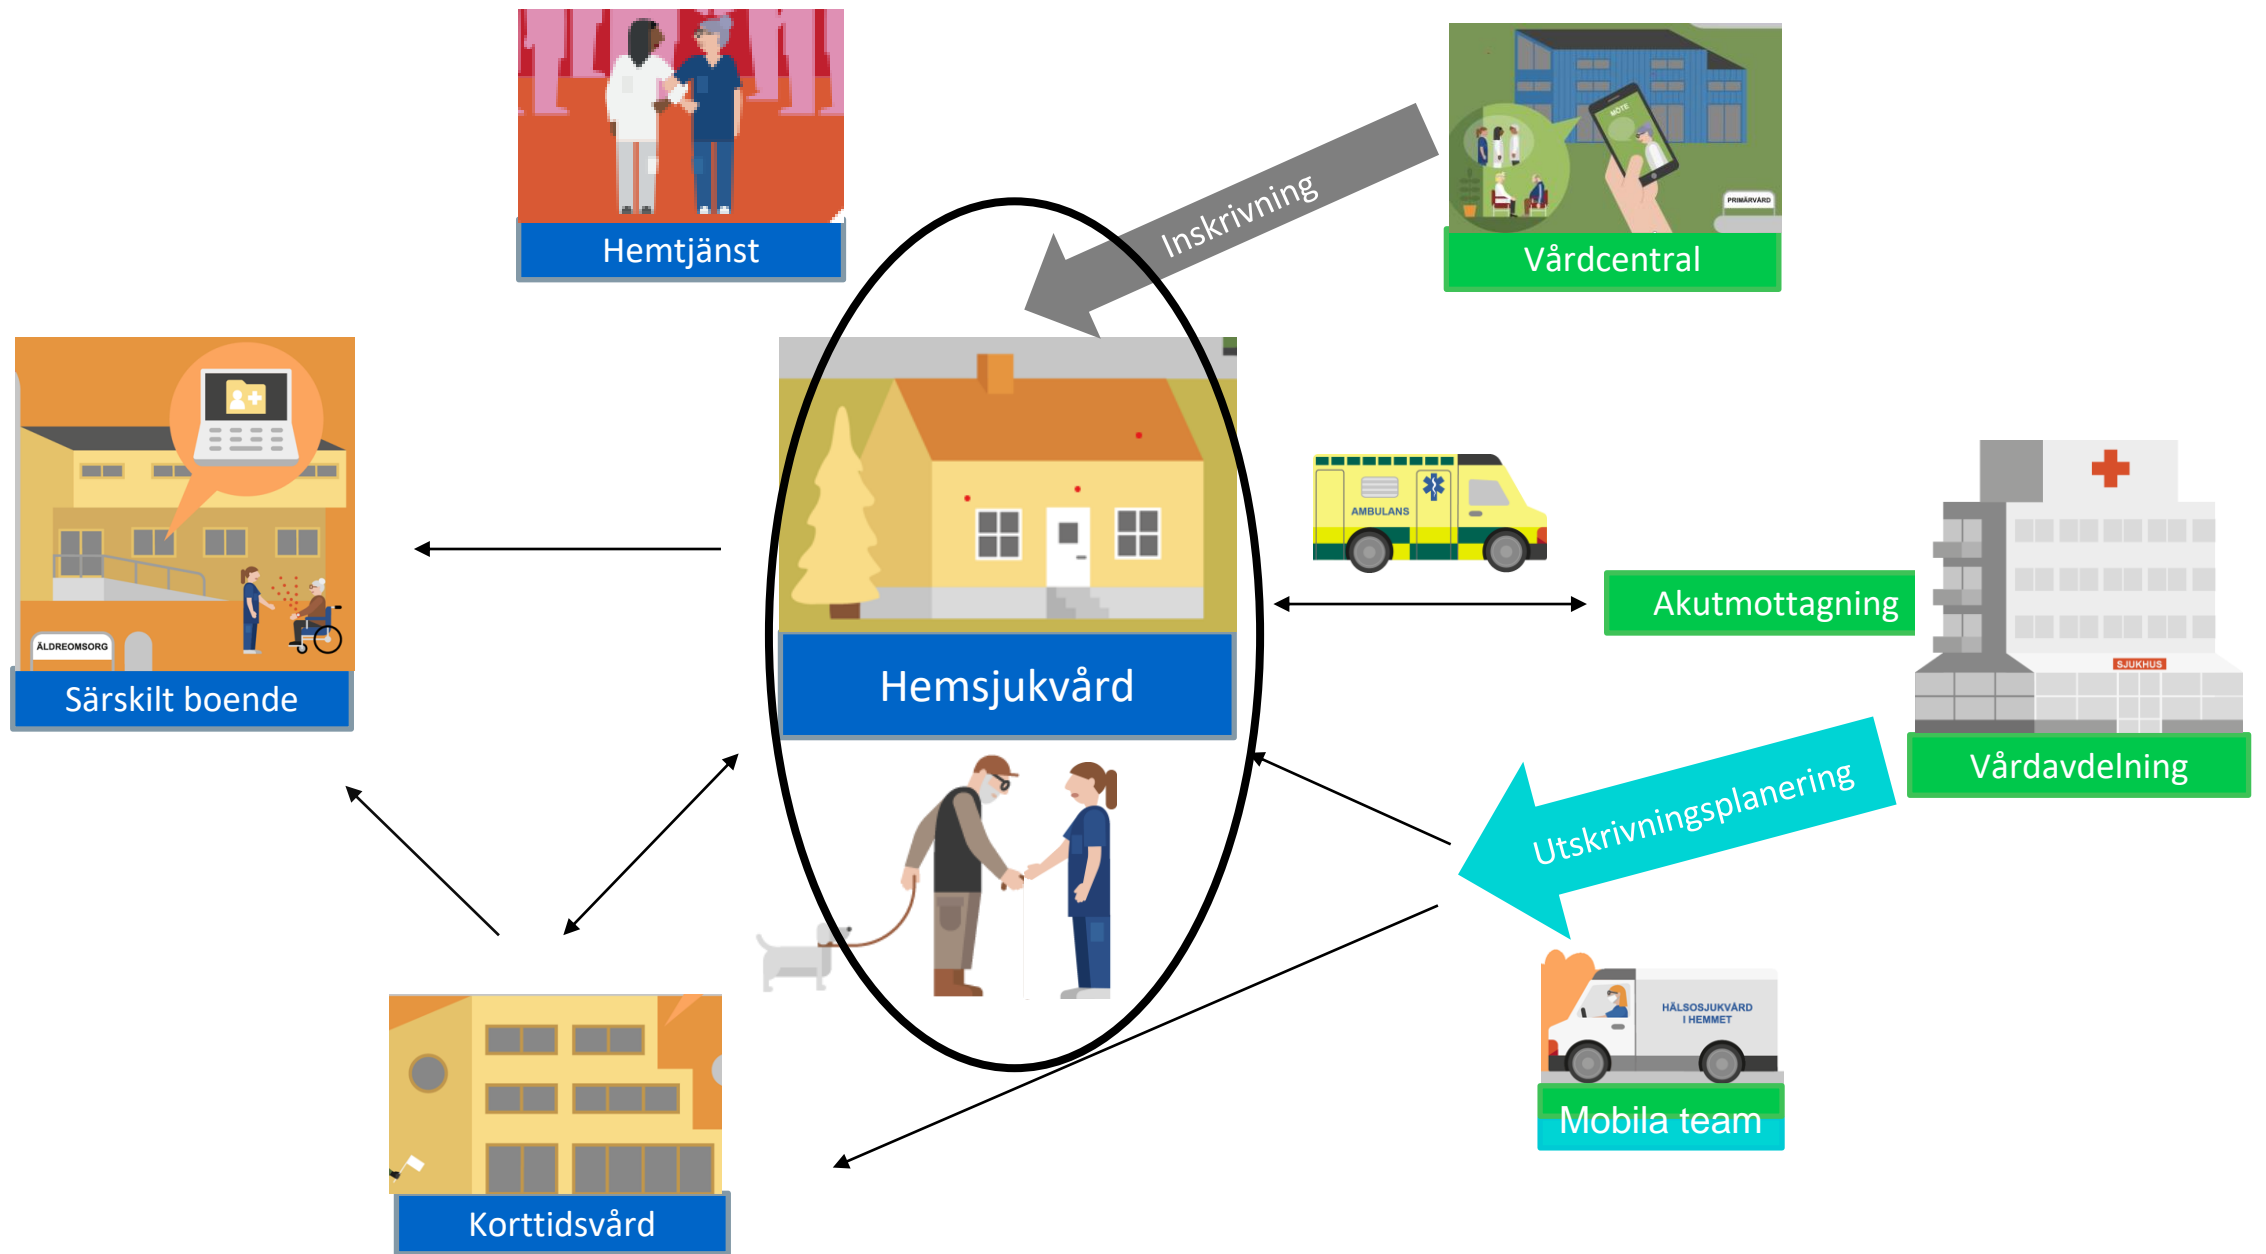 Hemtjänst
Inskrivning
MÖTE
PRIMÄRVÅRD
Vårdcentral
ÄLDREOMSORG
Särskilt boende
Hemsjukvård
AMBULANS
Akutmottagning
SJUKHUS
Vårdavdelning
Utskrivningsplanering
HÄLSOSJUKVÅRD
I HEMMET
Mobila team
Korttidsvård